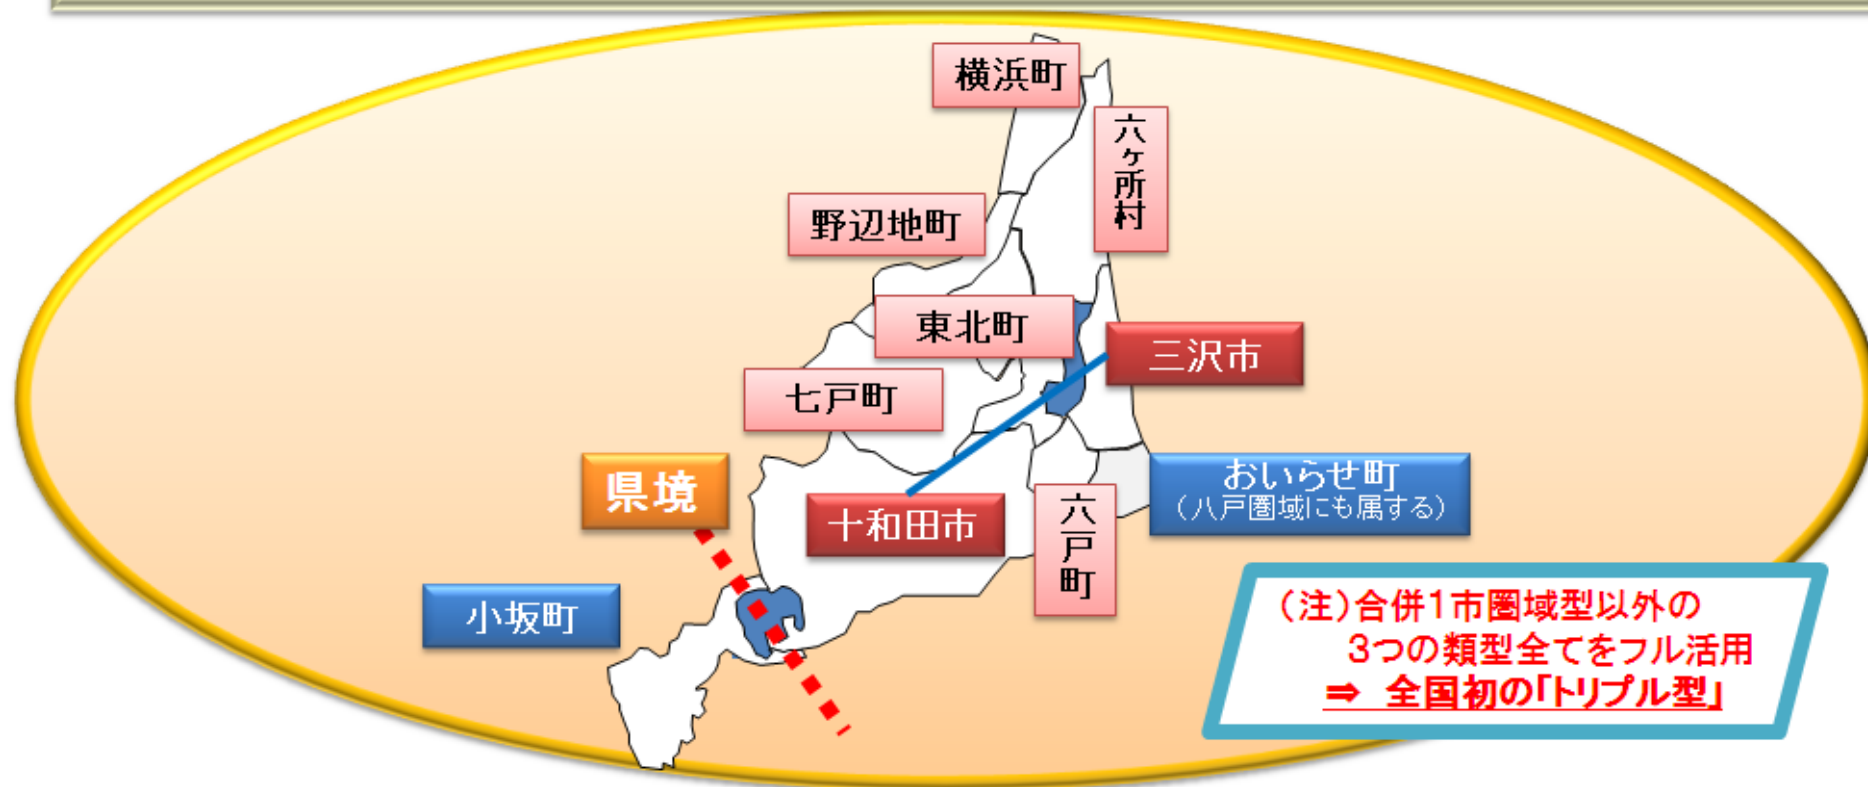 横浜町
六ヶ所村
野辺地町
東北町
三沢市
七戸町
県境
十和田市
六戸町
おいらせ町
（八戸圏域にも属する）
小坂町
（注）合併１市圏域型以外の
３つの類型全てをフル活用
⇒ 全国初の「トリプル型」